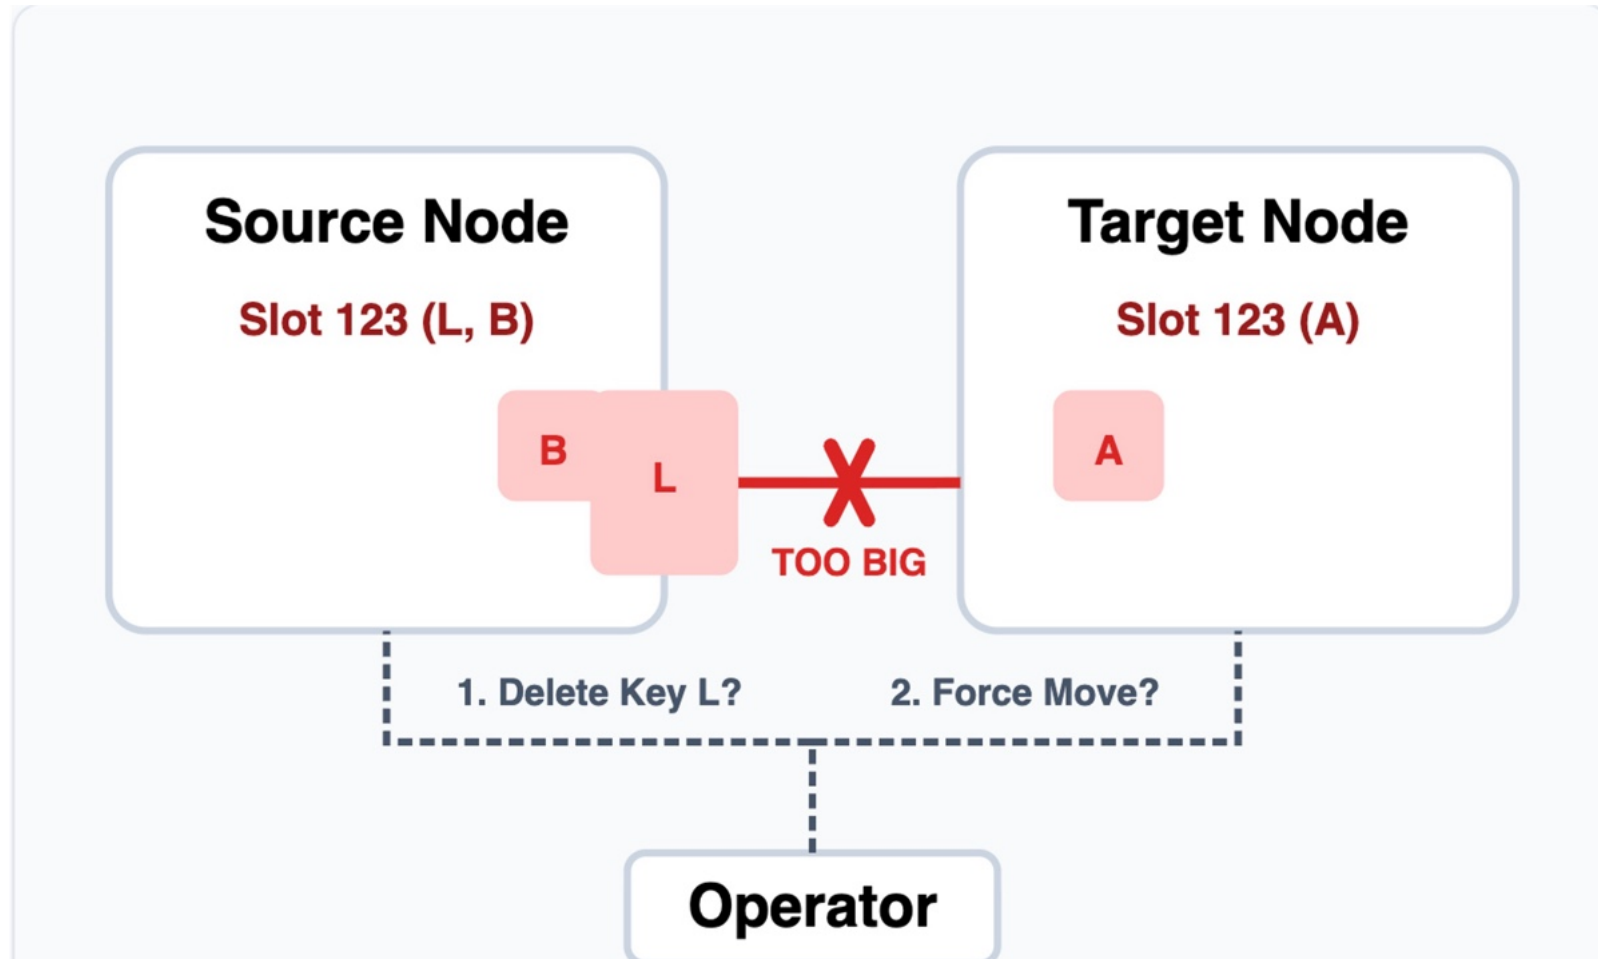 Source Node
Slot 123 (L, B)
B
L
TOO BIG
Target Node
Slot 123 (A)
A
1. Delete Key L?
2. Force Move?
Operator